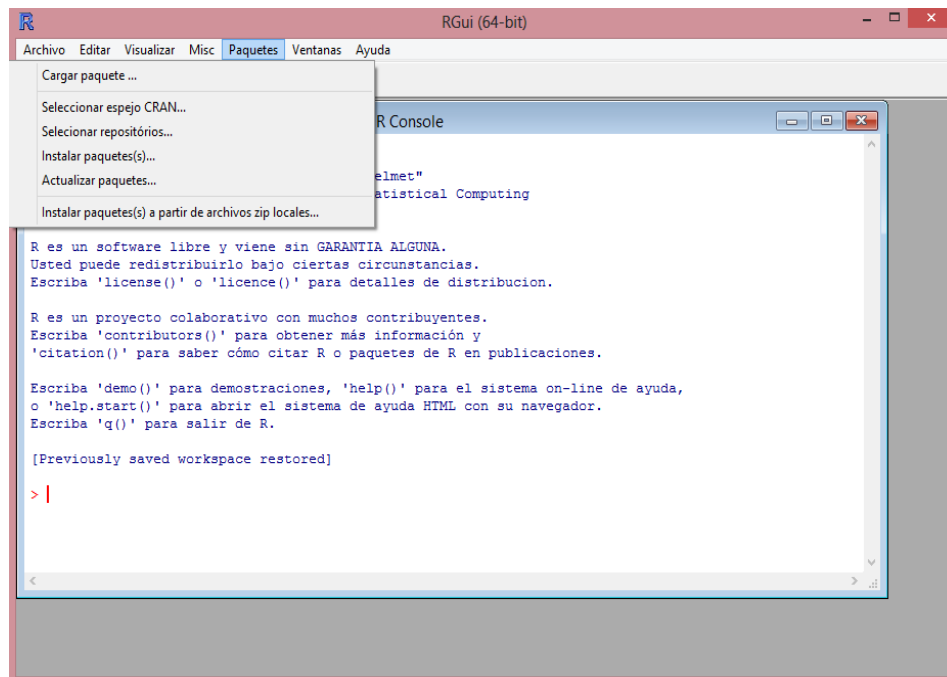 R RGui (64-bit)
Archivo Editar Visualizar Misc Paquetes Ventanas Ayuda
Cargar paquete ...
Seleccionar espejo CRAN...
Selecionar repositórios...
Instalar paquetes(s)...
Actualizar paquetes...
Instalar paquetes(s) a partir de archivos zip locales...
R Console
elmet"
atistical Computing
R es un software libre y viene sin GARANTIA ALGUNA.
Usted puede redistribuirlo bajo ciertas circunstancias.
Escriba 'license()' o 'licence()' para detalles de distribucion.
R es un proyecto colaborativo con muchos contribuyentes.
Escriba 'contributors()' para obtener más información y
'citation()' para saber cómo citar R o paquetes de R en publicaciones.
Escriba 'demo()' para demostraciones, 'help()' para el sistema on-line de ayuda,
o 'help.start()' para abrir el sistema de ayuda HTML con su navegador.
Escriba 'q()' para salir de R.
[Previously saved workspace restored]
>